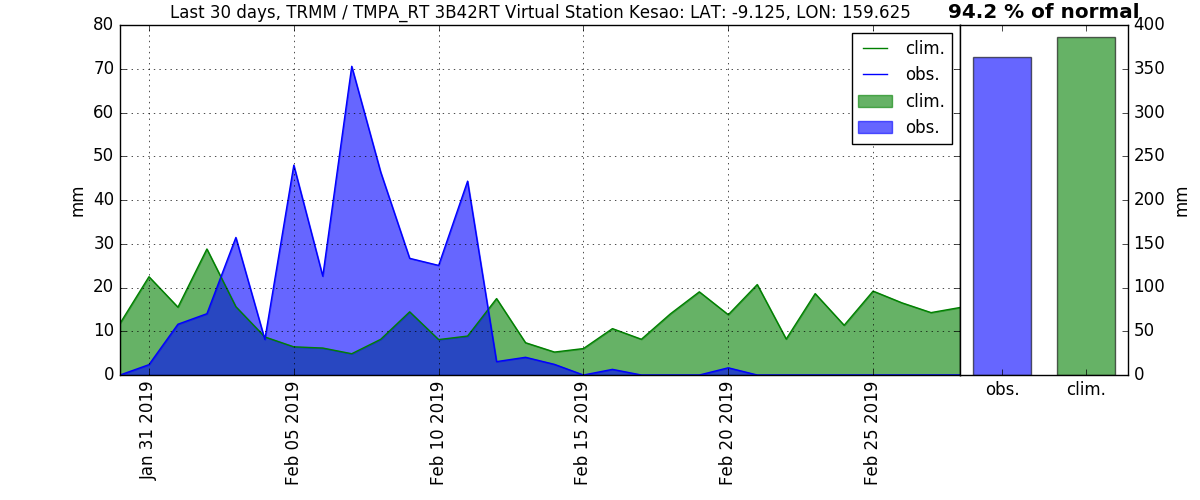 Last 30 days, TRMM / TMPA_RT 3B42RT Virtual Station Kesao: LAT: -9.125, LON: 159.625
94.2 % of normal
80
70
60
50
40
30
20
10
0
mm
clim.
obs.
clim.
obs.
Jan 31 2019
Feb 05 2019
Feb 10 2019
Feb 15 2019
Feb 20 2019
Feb 25 2019
400
350
300
250
200
150
100
50
0
mm
obs.
clim.